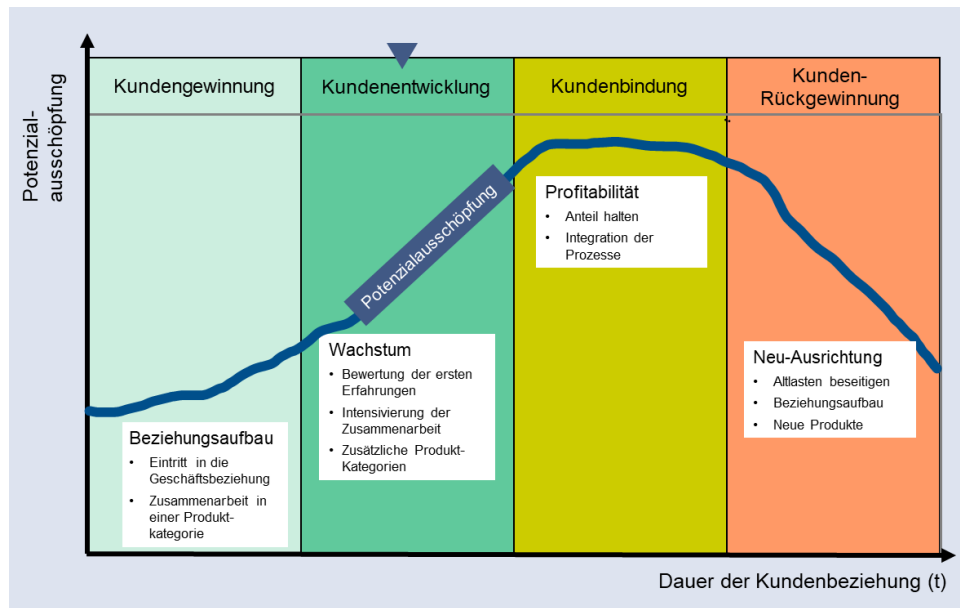 Potenzial-
ausschöpfung
Kundengewinnung
Kundenentwicklung
Kundenbindung
Kunden-
Rückgewinnung
Potenzialausschöpfung
Beziehungsaufbau
• Eintritt in die
Geschäftsbeziehung
• Zusammenarbeit in
einer Produkt-
kategorie
Wachstum
• Bewertung der ersten
Erfahrungen
• Intensivierung der
Zusammenarbeit
• Zusätzliche Produkt-
Kategorien
Profitabilität
• Anteil halten
• Integration der
Prozesse
Neu-Ausrichtung
• Altlasten beseitigen
• Beziehungsaufbau
• Neue Produkte
Dauer der Kundenbeziehung (t)